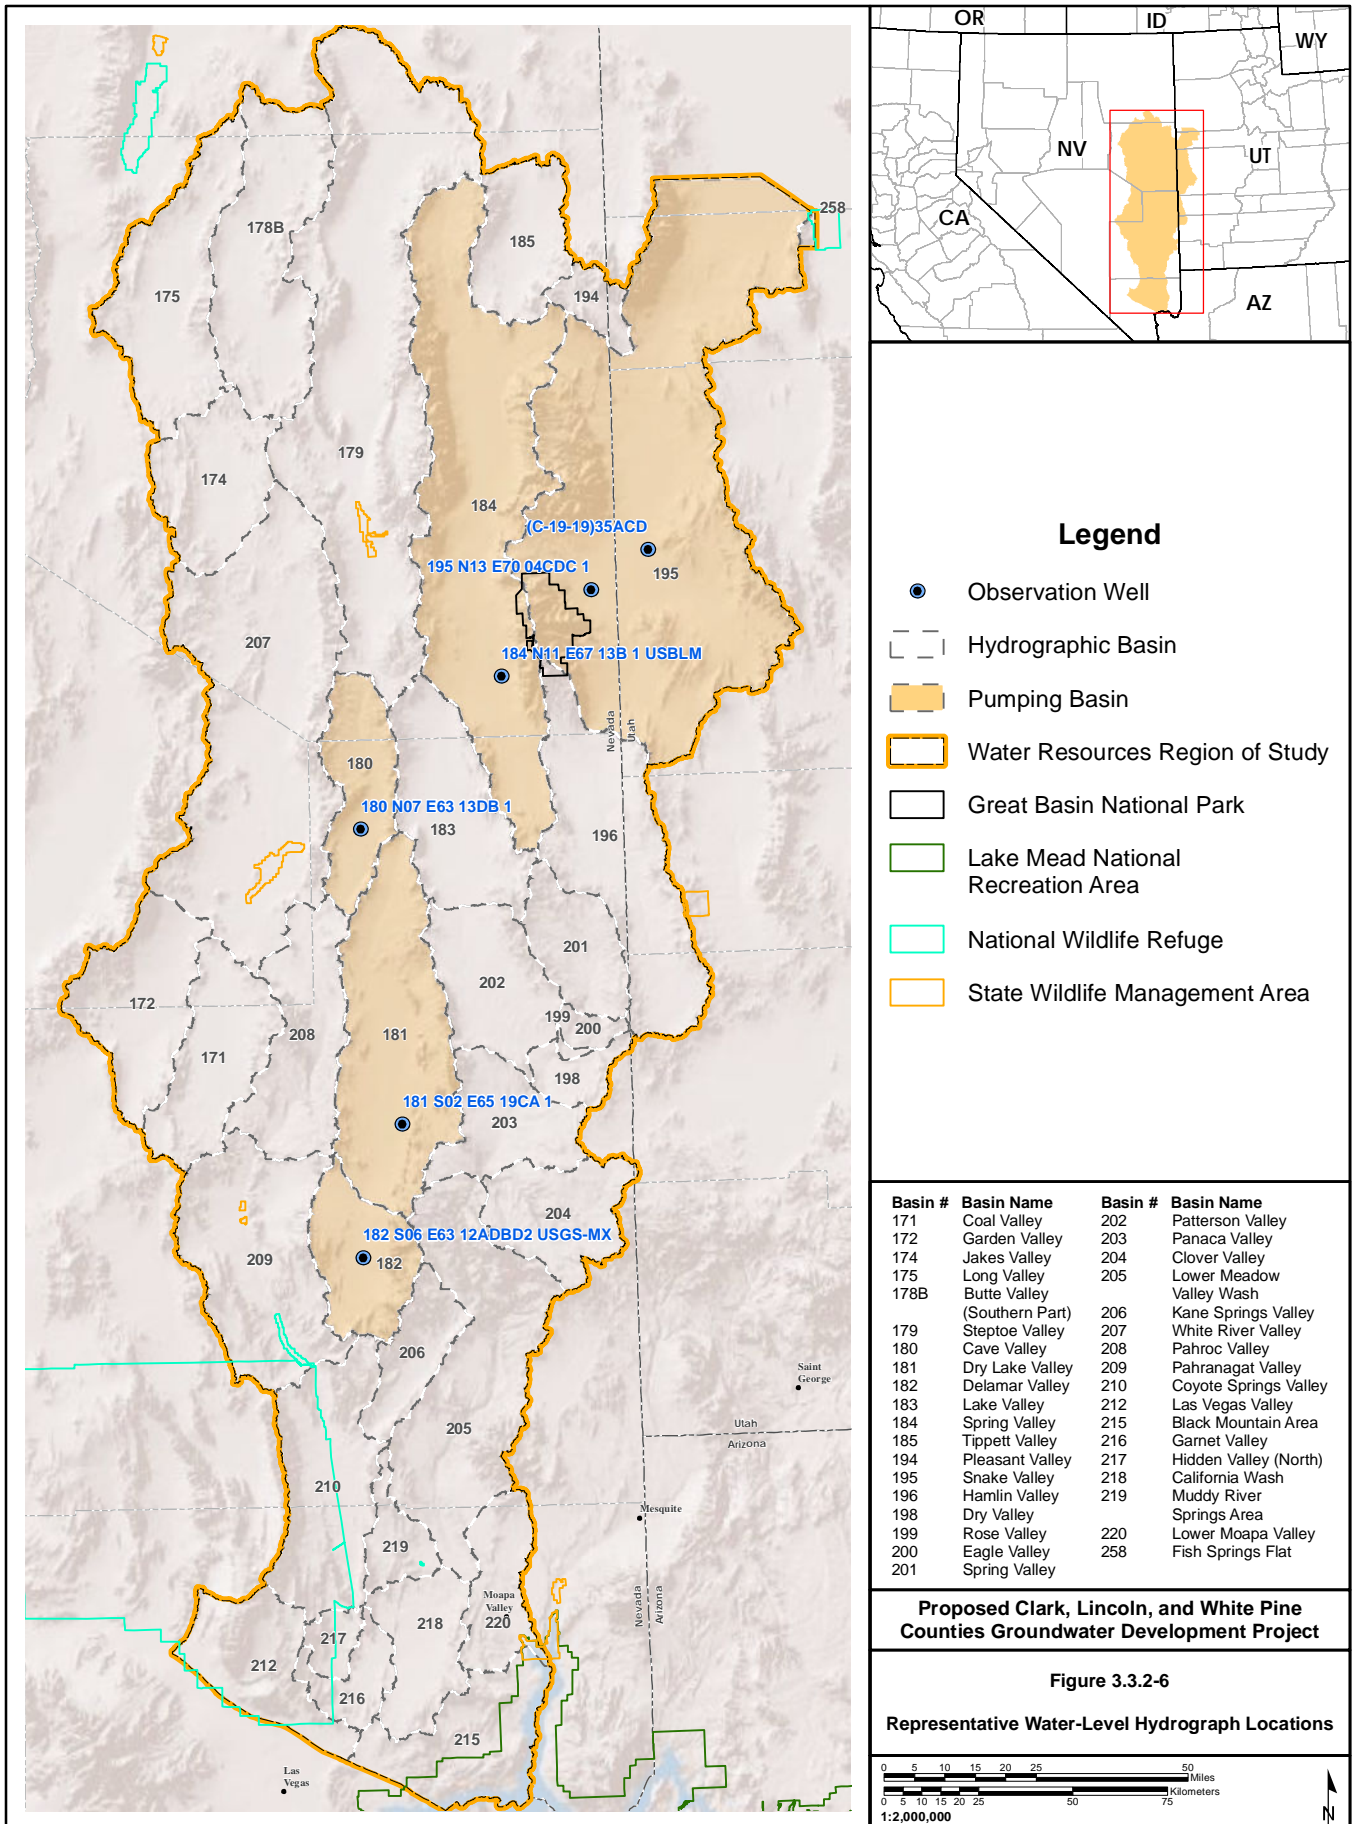 258
178B
185
175
194
179
174
184
(C-19-19)35ACD
195 N13 E70 04CDC 1
195
207
184 N11 E67 13B 1 USBLM
Nevada
Utah
180
180 N07 E63 13DB 1
183
196
201
202
172
199
200
208
181
171
198
181 S02 E65 19CA 1
203
204
182 S06 E63 12ADBD2 USGS-MX
209
182
206
Saint
George
205
Utah
Arizona
210
Mesquite
219
Moapa
Valley
Nevada
Arizona
218
220
217
212
216
215
Las
Vegas
OR
ID
WY
NV
UT
CA
AZ
Legend
Observation Well
Hydrographic Basin
Pumping Basin
Water Resources Region of Study
Great Basin National Park
Lake Mead National
Recreation Area
National Wildlife Refuge
State Wildlife Management Area
Basin # Basin Name Basin # Basin Name
171 Coal Valley 202 Patterson Valley
172 Garden Valley 203 Panaca Valley
174 Jakes Valley 204 Clover Valley
175 Long Valley 205 Lower Meadow
178B Butte Valley Valley Wash
(Southern Part) 206 Kane Springs Valley
179 Steptoe Valley 207 White River Valley
180 Cave Valley 208 Pahroc Valley
181 Dry Lake Valley 209 Pahranagat Valley
182 Delamar Valley 210 Coyote Springs Valley
183 Lake Valley 212 Las Vegas Valley
184 Spring Valley 215 Black Mountain Area
185 Tippett Valley 216 Garnet Valley
194 Pleasant Valley 217 Hidden Valley (North)
195 Snake Valley 218 California Wash
196 Hamlin Valley 219 Muddy River
198 Dry Valley Springs Area
199 Rose Valley 220 Lower Moapa Valley
200 Eagle Valley 258 Fish Springs Flat
201 Spring Valley
Proposed Clark, Lincoln, and White Pine
Counties Groundwater Development Project
Figure 3.3.2-6
Representative Water-Level Hydrograph Locations
0 5 10 15 20 25 50
Miles
Kilometers
0 5 10 15 20 25 50 75
1:2,000,000
N